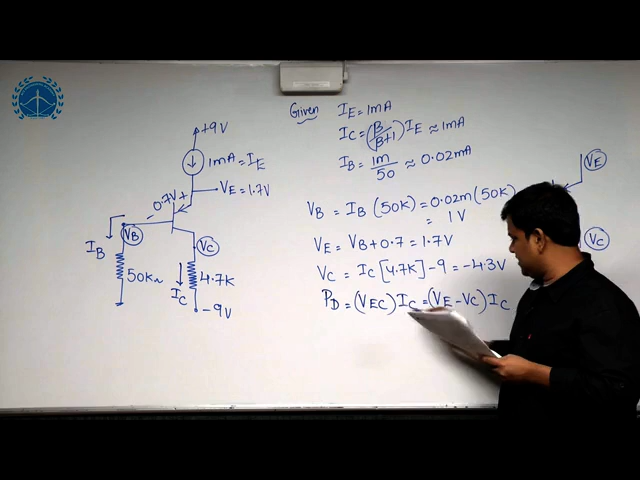 +9V
1mA = IE
0.7V +
-
VE = 1.7V
VB
IB
VC
50KΩ
IC
4.7K
-9V
Given IE = 1mA
IC = (β/β+1) IE ≈ 1mA
IB = 1m/50 ≈ 0.02mA
VB = IB (50K) = 0.02m (50K)
= 1V
VE = VB + 0.7 = 1.7V
VC = IC [4.7K] - 9 = -4.3V
PD = (VEC) IC = (VE - VC) IC
VE
VC